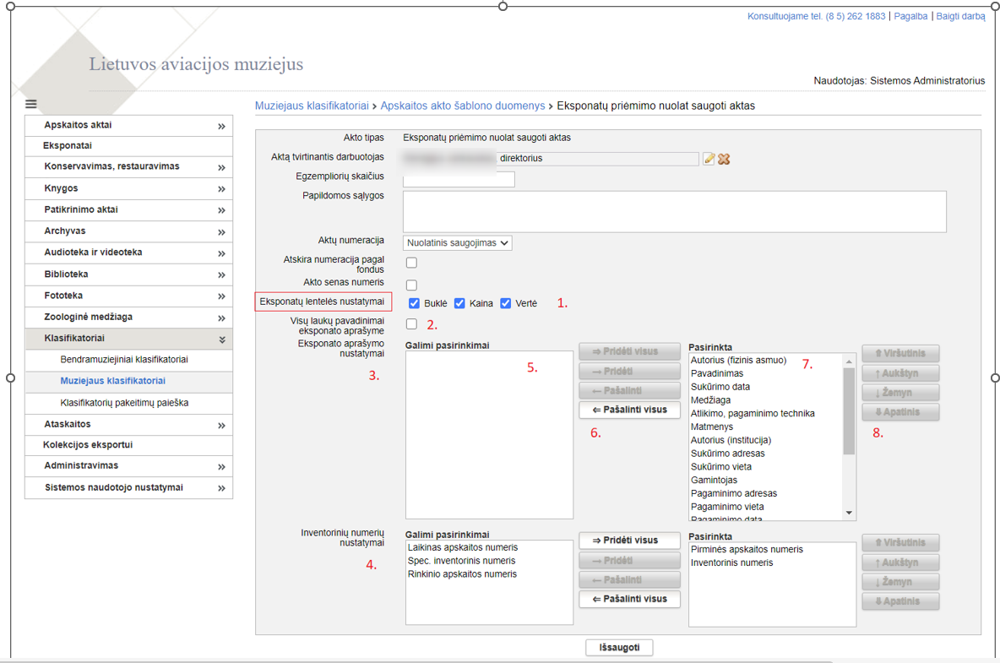 Konsultuojame tel. (8 5) 262 1883 | Pagalba | Baigti darbą
Lietuvos aviacijos muziejus
Naudotojas: Sistemos Administratorius
Muziejaus klasifikatoriai › Apskaitos akto šablono duomenys › Eksponatų priėmimo nuolat saugoti aktas
Apskaitos aktai »
Eksponatai
Konservavimas, restauravimas »
Knygos »
Patikrinimo aktai »
Archyvas »
Audioteka ir videoteka »
Biblioteka »
Fototeka »
Zoologinė medžiaga »
Klasifikatoriai
Bendramuziejiniai klasifikatoriai
Muziejaus klasifikatoriai
Klasifikatorių pakeitimų paieška
Ataskaitos »
Kolekcijos eksportui
Administravimas »
Sistemos naudotojo nustatymai »
Akto tipas Eksponatų priėmimo nuolat saugoti aktas
Aktą tvirtinantis darbuotojas , direktorius
Egzempliorių skaičius
Papildomos sąlygos
Aktų numeracija Nuolatinis saugojimas
Atskira numeracija pagal
fondus
Akto senas numeris
Eksponatų lentelės nustatymai Buklė Kaina Vertė 1.
Visų laukų pavadinimai
eksponato aprašyme
2.
Eksponato aprašymo
nustatymai
3.
Galimi pasirinkimai
5.
⇒ Pridėti visus
→ Pridėti
← Pašalinti
⇐ Pašalinti visus
6.
Pasirinkta
Autorius (fizinis asmuo)
Pavadinimas
Sukūrimo data
Medžiaga
Atlikimo, pagaminimo technika
Matmenys
Autorius (institucija)
Sukūrimo adresas
Sukūrimo vieta
Gamintojas
Pagaminimo adresas
Pagaminimo vieta
Pagaminimo data
7.
⇑ Viršutinis
↑ Aukštyn
↓ Žemyn
⇓ Apatinis
8.
Inventorinių numerių
nustatymai
4.
Galimi pasirinkimai
Laikinas apskaitos numeris
Spec. inventorinis numeris
Rinkinio apskaitos numeris
⇒ Pridėti visus
→ Pridėti
← Pašalinti
⇐ Pašalinti visus
Pasirinkta
Pirminės apskaitos numeris
Inventorinis numeris
⇑ Viršutinis
↑ Aukštyn
↓ Žemyn
⇓ Apatinis
Išsaugoti